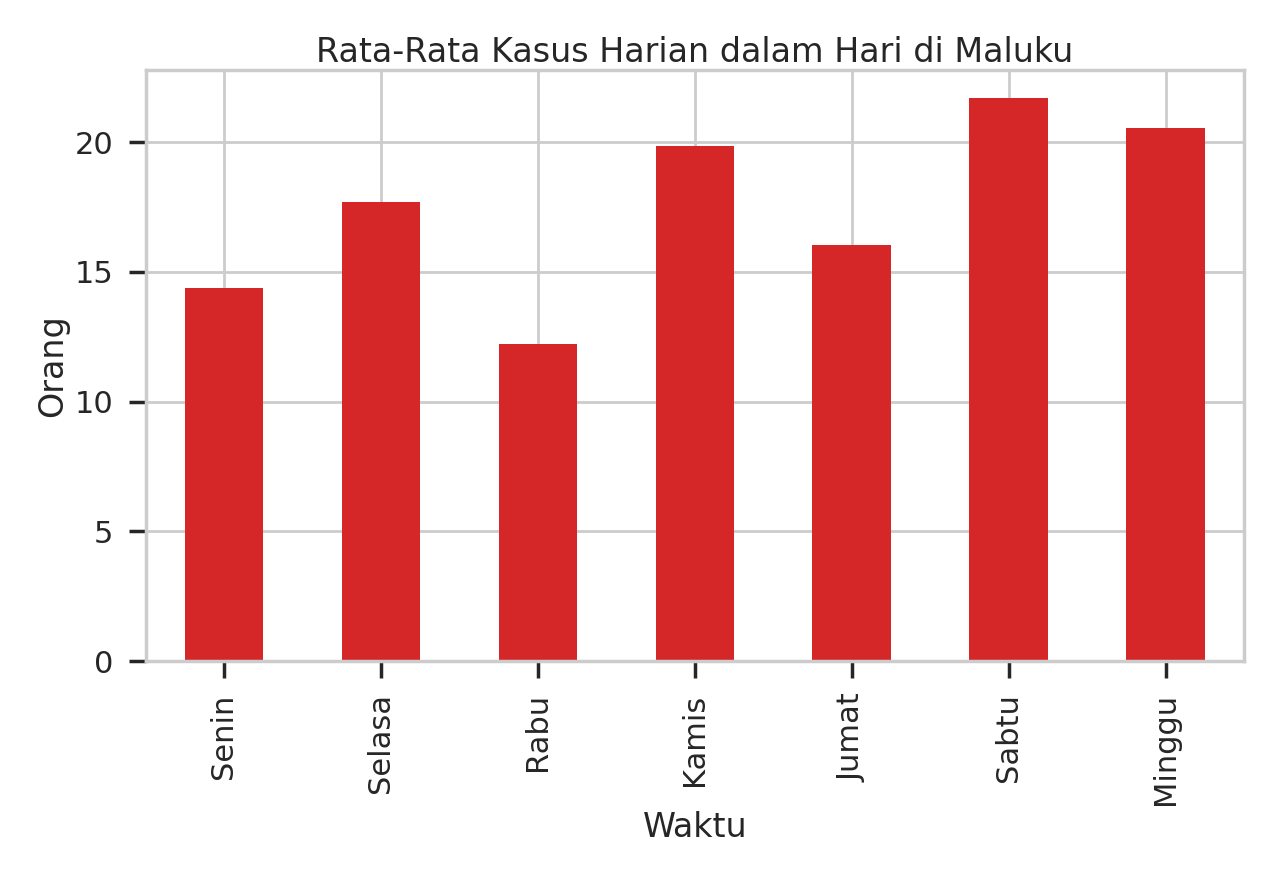 Rata-Rata Kasus Harian dalam Hari di Maluku
Orang
20
15
10
5
0
Senin
Selasa
Rabu
Kamis
Jumat
Sabtu
Minggu
Waktu